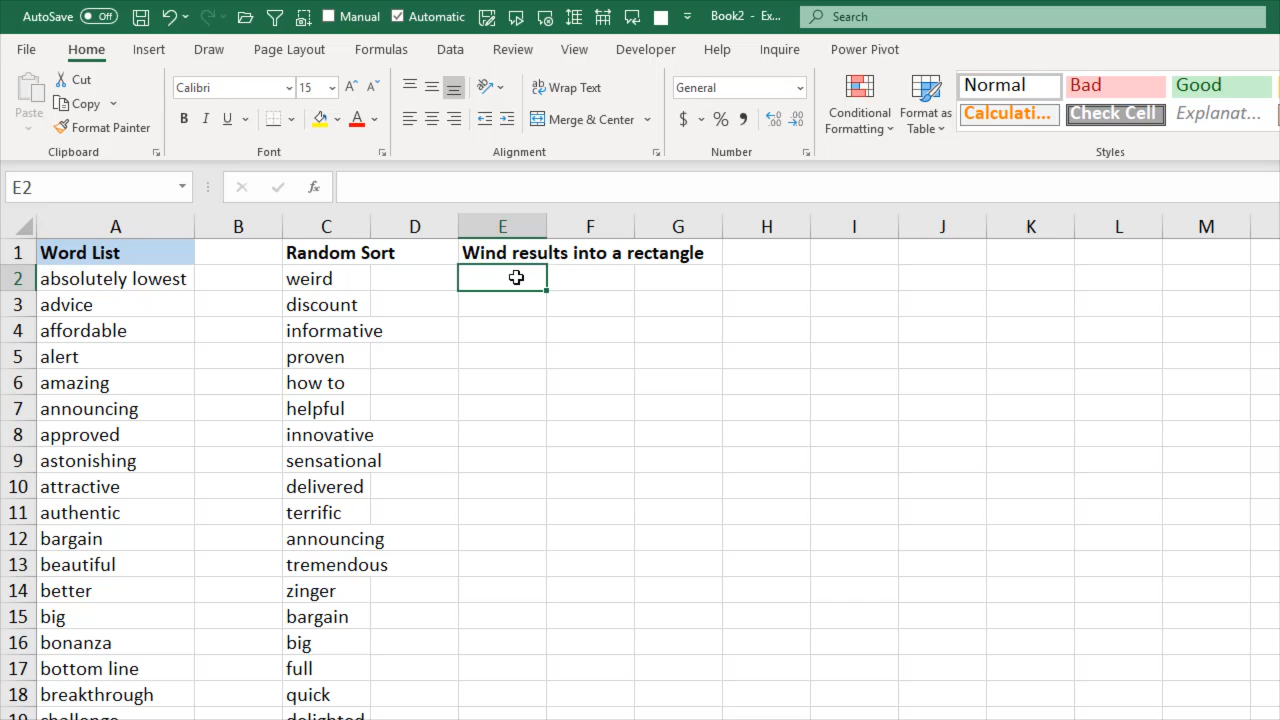 AutoSave Off Manual Automatic Book2 - Ex... Search
File Home Insert Draw Page Layout Formulas Data Review View Developer Help Inquire Power Pivot
Paste
Cut
Copy
Format Painter
Clipboard
Calibri 15
B I U
Font
Wrap Text
Merge & Center
Alignment
General
$ % 9
Number
Conditional Formatting
Format as Table
Normal Bad Good
Calculati... Check Cell Explanat...
Styles
E2 fx
A B C D E F G H I J K L M
1 Word List Random Sort Wind results into a rectangle
2 absolutely lowest weird
3 advice discount
4 affordable informative
5 alert proven
6 amazing how to
7 announcing helpful
8 approved innovative
9 astonishing sensational
10 attractive delivered
11 authentic terrific
12 bargain announcing
13 beautiful tremendous
14 better zinger
15 big bargain
16 bonanza big
17 bottom line full
18 breakthrough quick
19 challenge delighted